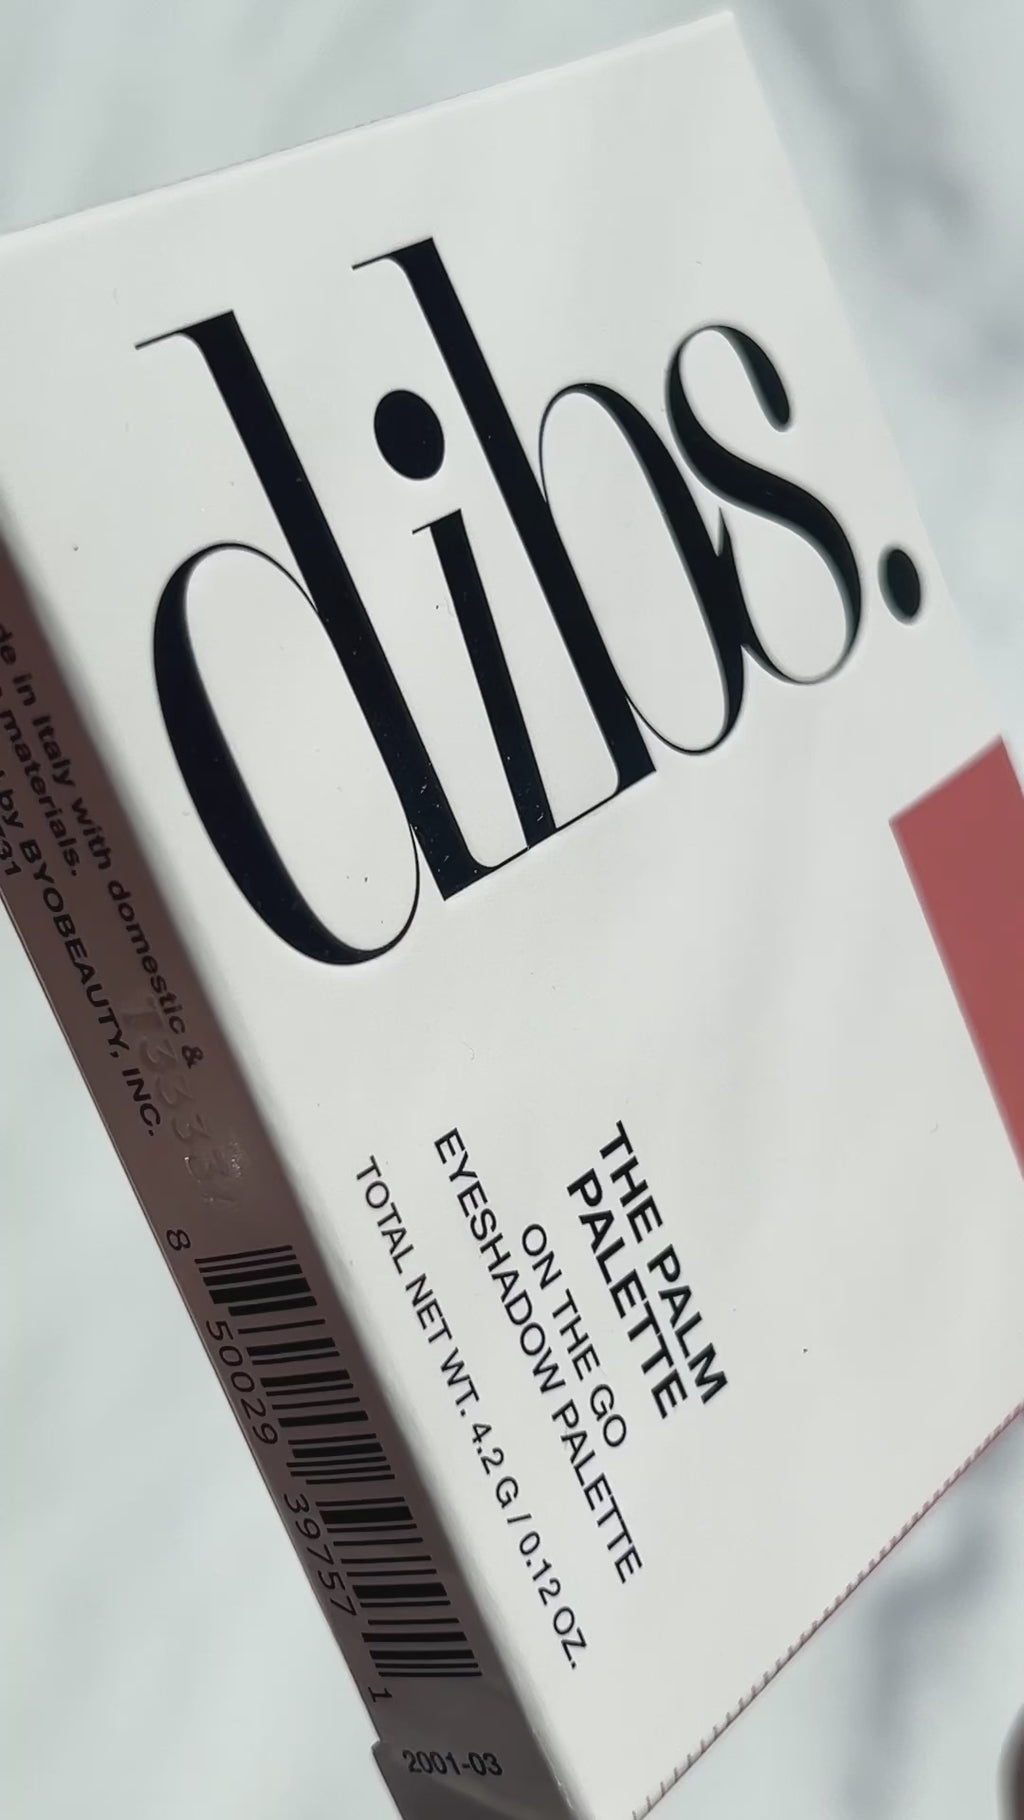 dibs.
THE PALM
PALETTE
ON THE GO
EYESHADOW PALETTE
TOTAL NET WT. 4.2 G / 0.12 OZ.
in Italy with domestic &
materials.
by BYOBEAUTY, INC.
8 50029 39757 1
2001-03